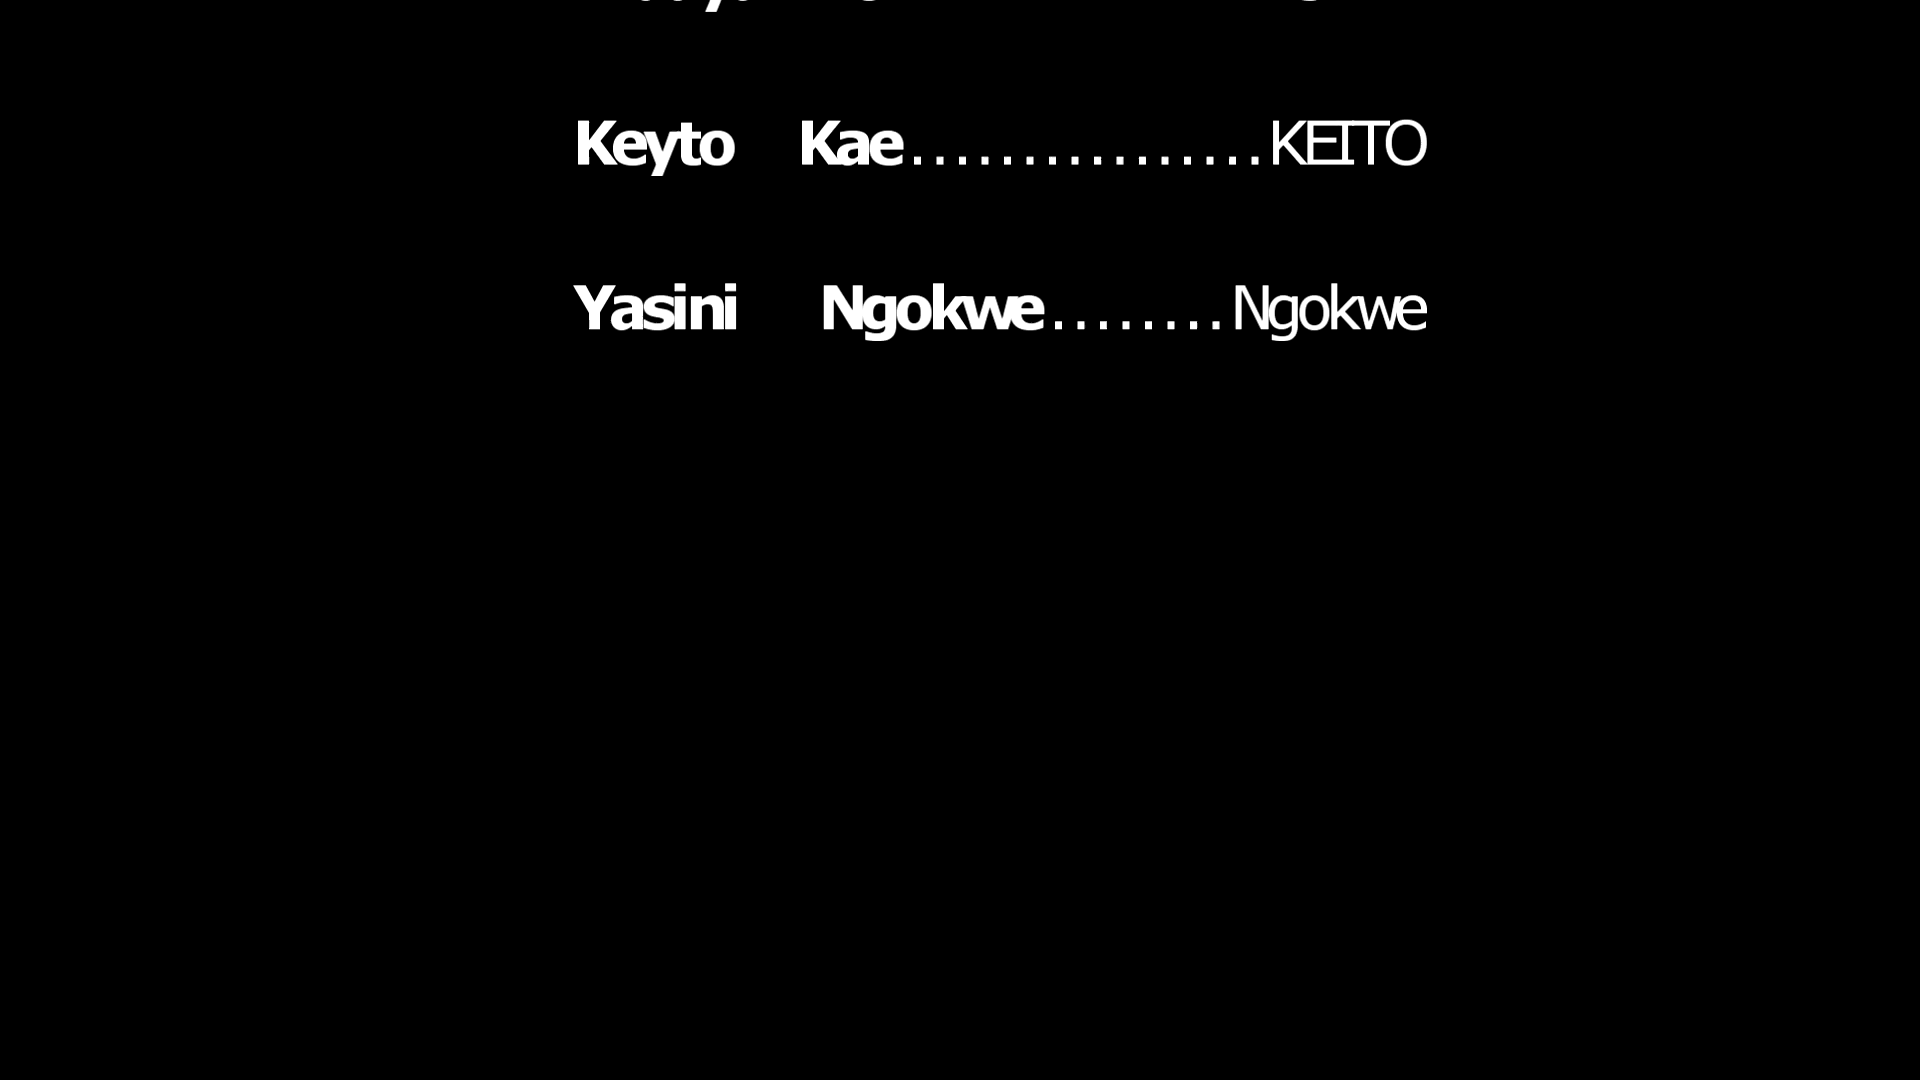 Keyto Kae................KEITO
Yasini Ngokwe........Ngokwe